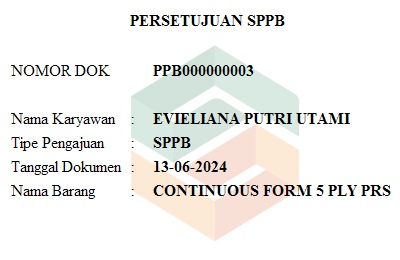 PERSETUJUAN SPPB
NOMOR DOK PPB000000003
Nama Karyawan : EVIELIANA PUTRI UTAMI
Tipe Pengajuan : SPPB
Tanggal Dokumen : 13-06-2024
Nama Barang : CONTINUOUS FORM 5 PLY PRS